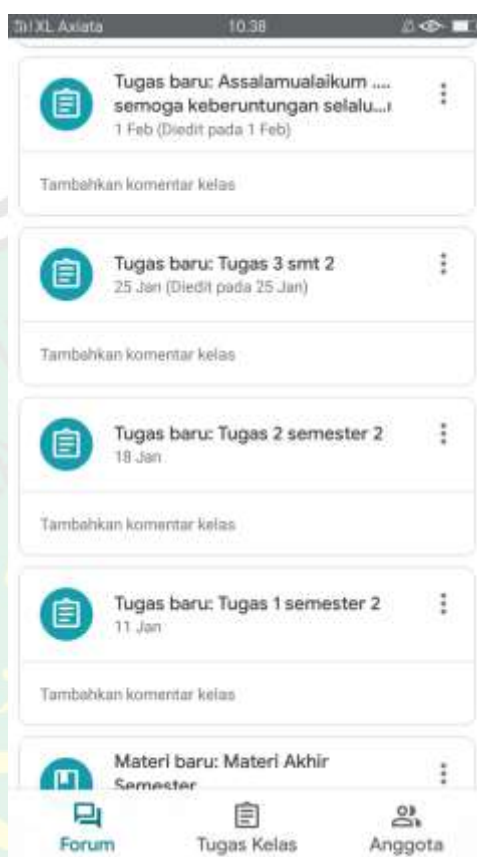 XL Axiata 10.38
Tugas baru: Assalamualaikum ....
semoga keberuntungan selalu...
1 Feb (Diedit pada 1 Feb)
Tambahkan komentar kelas
Tugas baru: Tugas 3 smt 2
25 Jan (Diedit pada 25 Jan)
Tambahkan komentar kelas
Tugas baru: Tugas 2 semester 2
18 Jan
Tambahkan komentar kelas
Tugas baru: Tugas 1 semester 2
11 Jan
Tambahkan komentar kelas
Materi baru: Materi Akhir
Semester
Forum Tugas Kelas Anggota